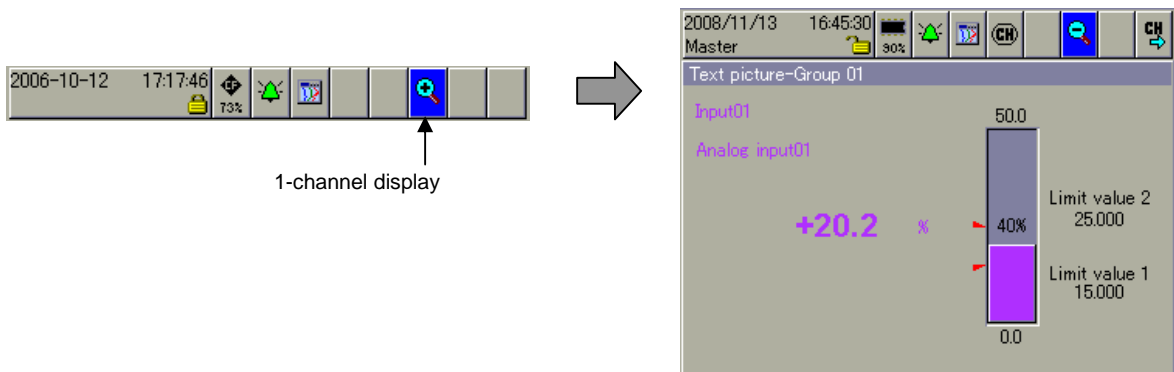 2006-10-12 17:17:46
CF
73%
1-channel display
2008/11/13 16:45:30
Master
90%
CH
CH
Text picture-Group 01
Input01
Analog input01
50.0
Limit value 2
25.000
+20.2 %
40%
Limit value 1
15.000
0.0